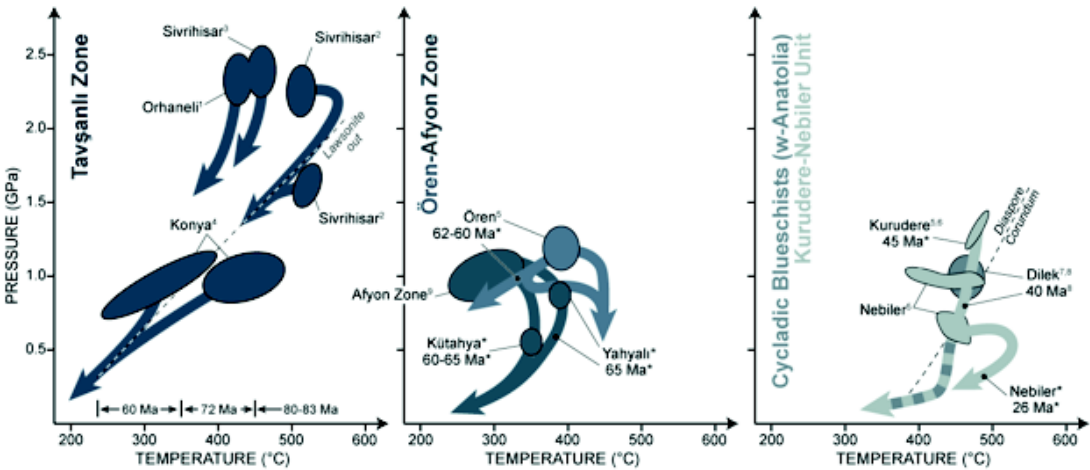 PRESSURE (GPa)
2.5
2.0
1.5
1.0
0.5
Tavşanlı Zone
Sivrihisar³
Sivrihisar²
Orhaneli¹
Lawsonite
out
Sivrihisar²
Konya⁴
60 Ma
72 Ma
80-83 Ma
200
300
400
500
600
TEMPERATURE (°C)
Ören-Afyon Zone
Ören⁵
62-60 Ma*
Afyon Zone⁹
Kütahya*
60-65 Ma*
Yahyalı*
65 Ma*
200
300
400
500
600
TEMPERATURE (°C)
Cycladic Blueschists (w-Anatolia)
Kurudere-Nebiler Unit
Diaspore
Corundum
Kurudere⁵,⁶
45 Ma*
Dilek⁷,⁸
40 Ma⁸
Nebiler⁶
Nebiler*
26 Ma*
200
300
400
500
600
TEMPERATURE (°C)